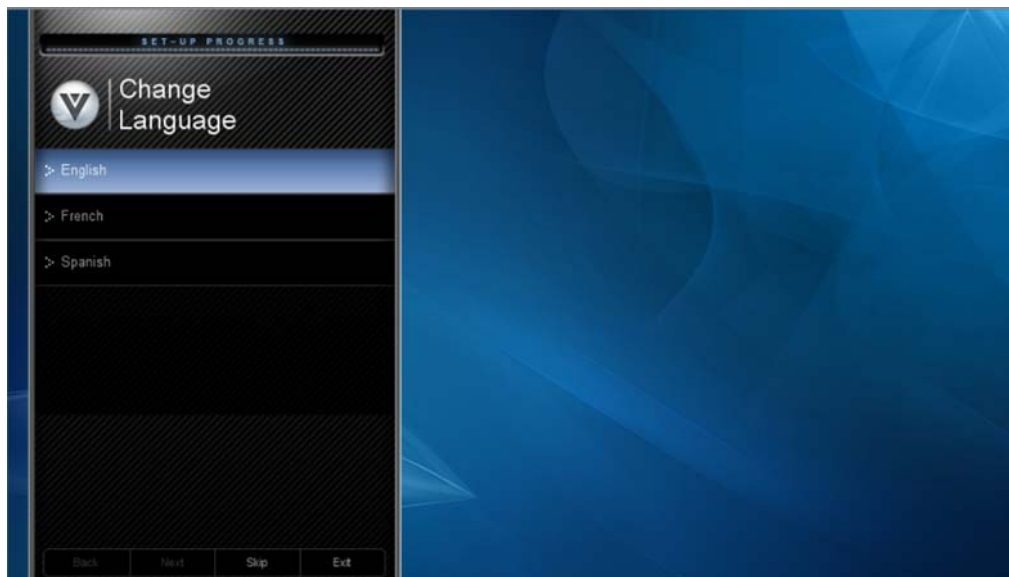 SET-UP PROGRESS
Change
Language
English
French
Spanish
Back Next Skip Exit